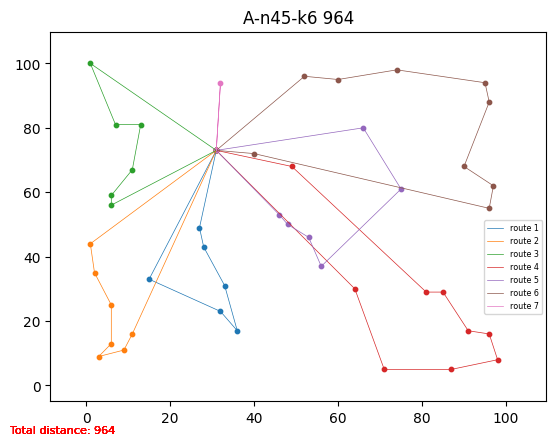 A-n45-k6 964
100
80
60
40
20
0
0 20 40 60 80 100
route 1
route 2
route 3
route 4
route 5
route 6
route 7
Total distance: 964